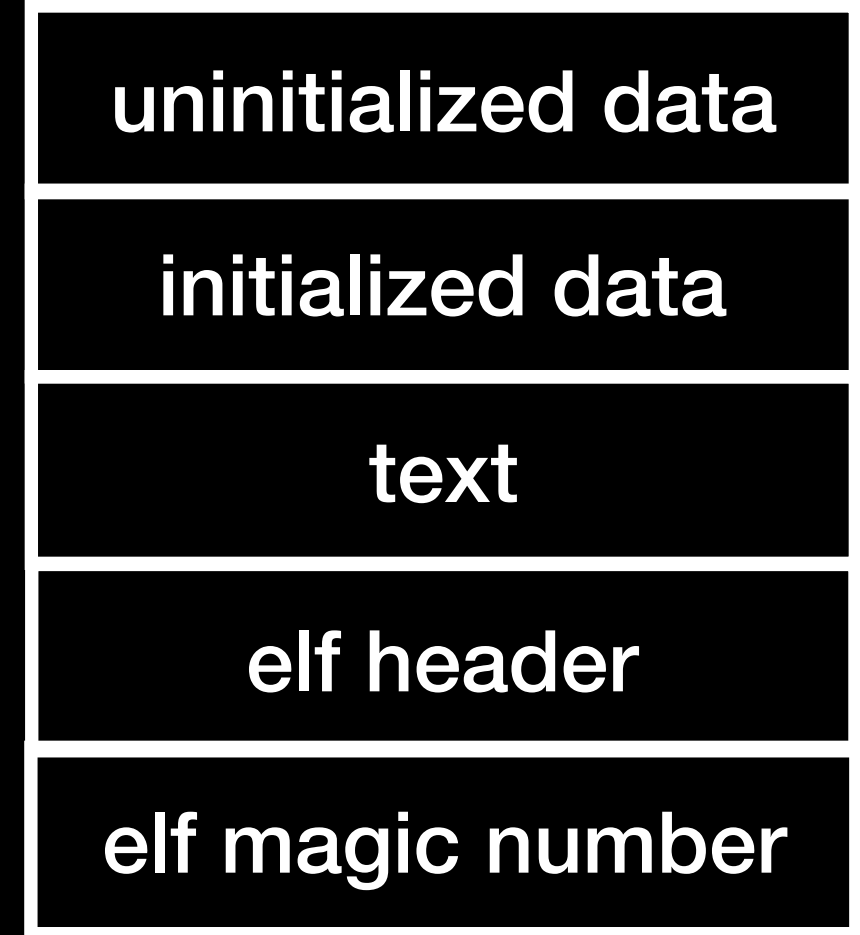 uninitialized data
initialized data
text
elf header
elf magic number